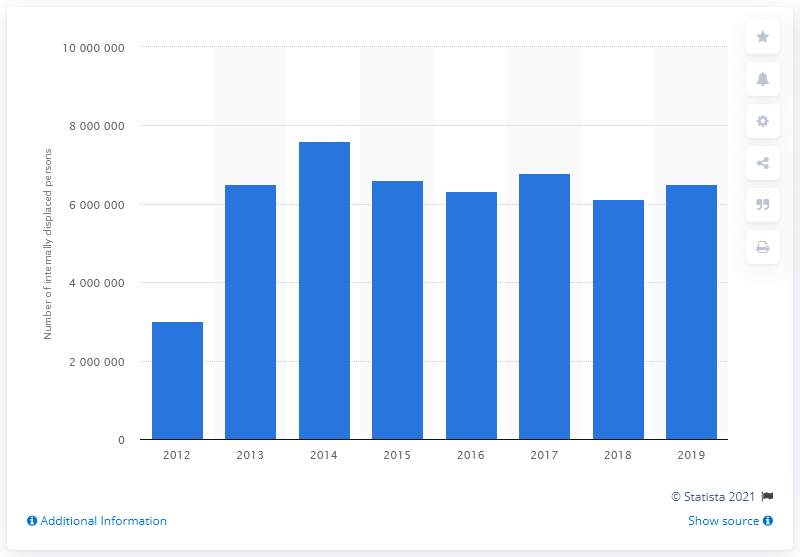 10 000 000
8 000 000
6 000 000
4 000 000
2 000 000
0
Number of internally displaced persons
2012 2013 2014 2015 2016 2017 2018 2019
© Statista 2021
Additional Information
Show source